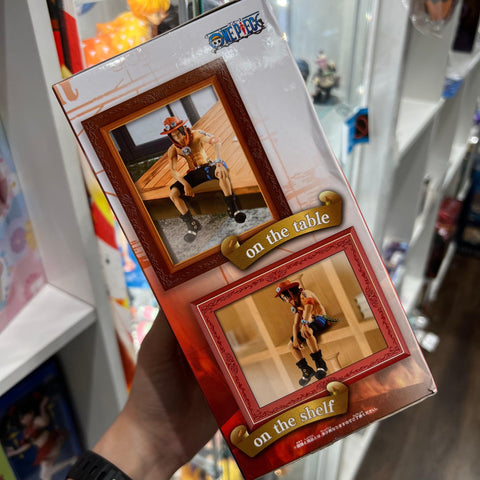 ONE PIECE
on the table
on the shelf